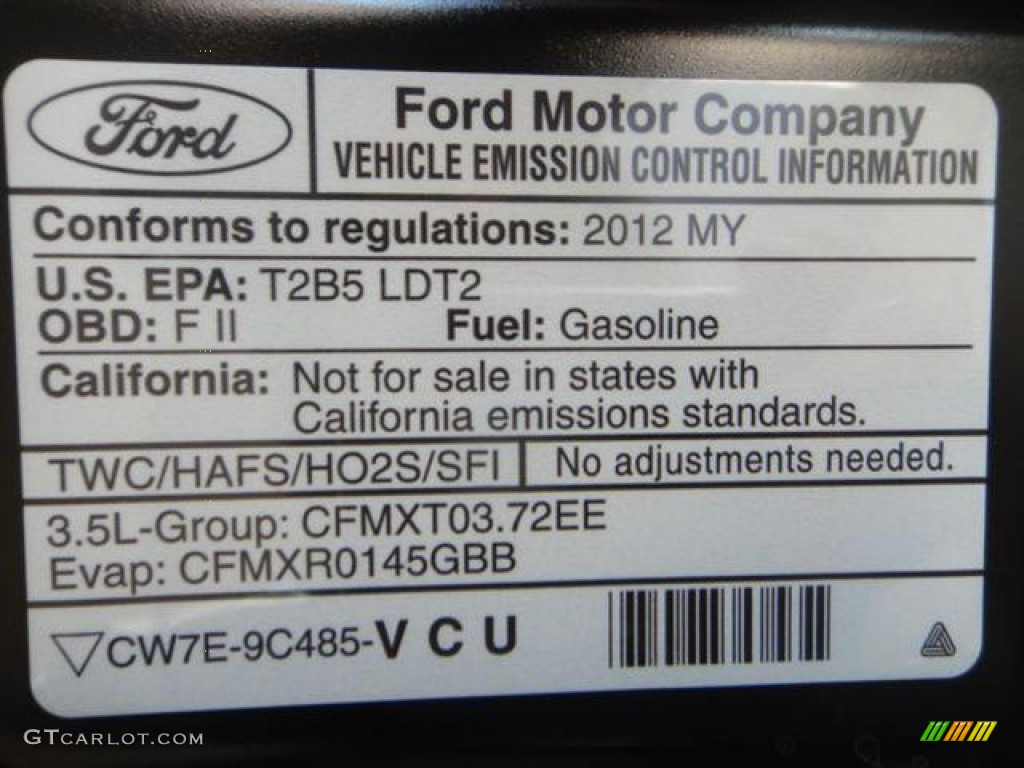 Ford
Ford Motor Company
VEHICLE EMISSION CONTROL INFORMATION
Conforms to regulations: 2012 MY
U.S. EPA: T2B5 LDT2
OBD: F II Fuel: Gasoline
California: Not for sale in states with
California emissions standards.
TWC/HAFS/HO2S/SFI No adjustments needed.
3.5L-Group: CFMXT03.72EE
Evap: CFMXR0145GBB
CW7E-9C485-V C U
GTCARLOT.COM